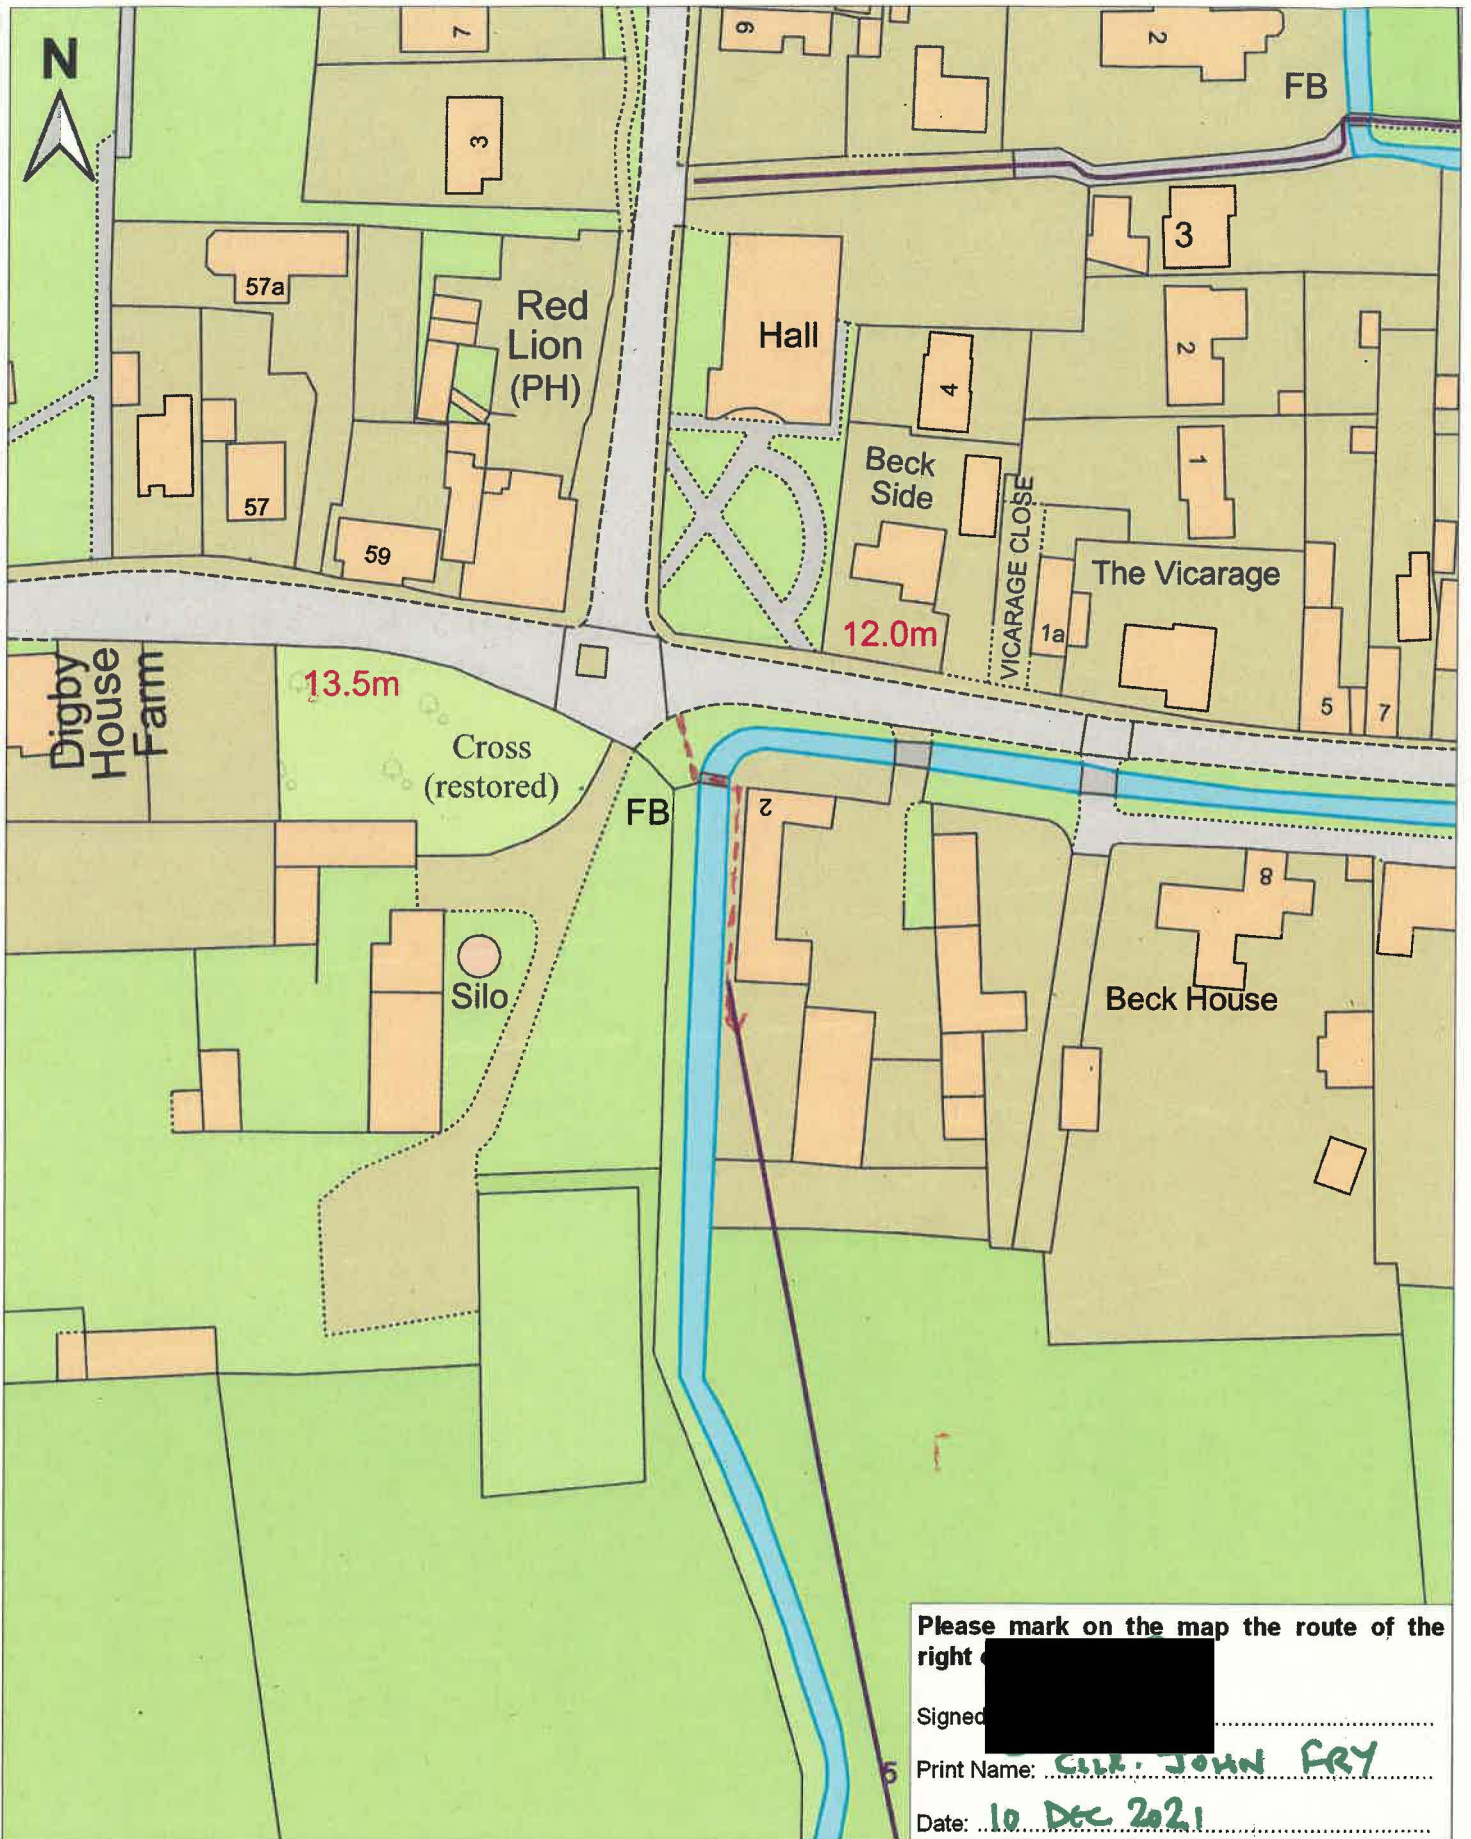 N
7
9
2
FB
3
3
57a
Red
Lion
(PH)
Hall
4
2
57
59
Beck
Side
1
VICARAGE CLOSE
The Vicarage
1a
12.0m
5
7
Digby
House
Farm
13.5m
Cross
(restored)
FB
2
8
Silo
Beck House
Please mark on the map the route of the
right
Signed
5
Print Name: CLLR. JOHN FRY
Date: 10 DEC 2021